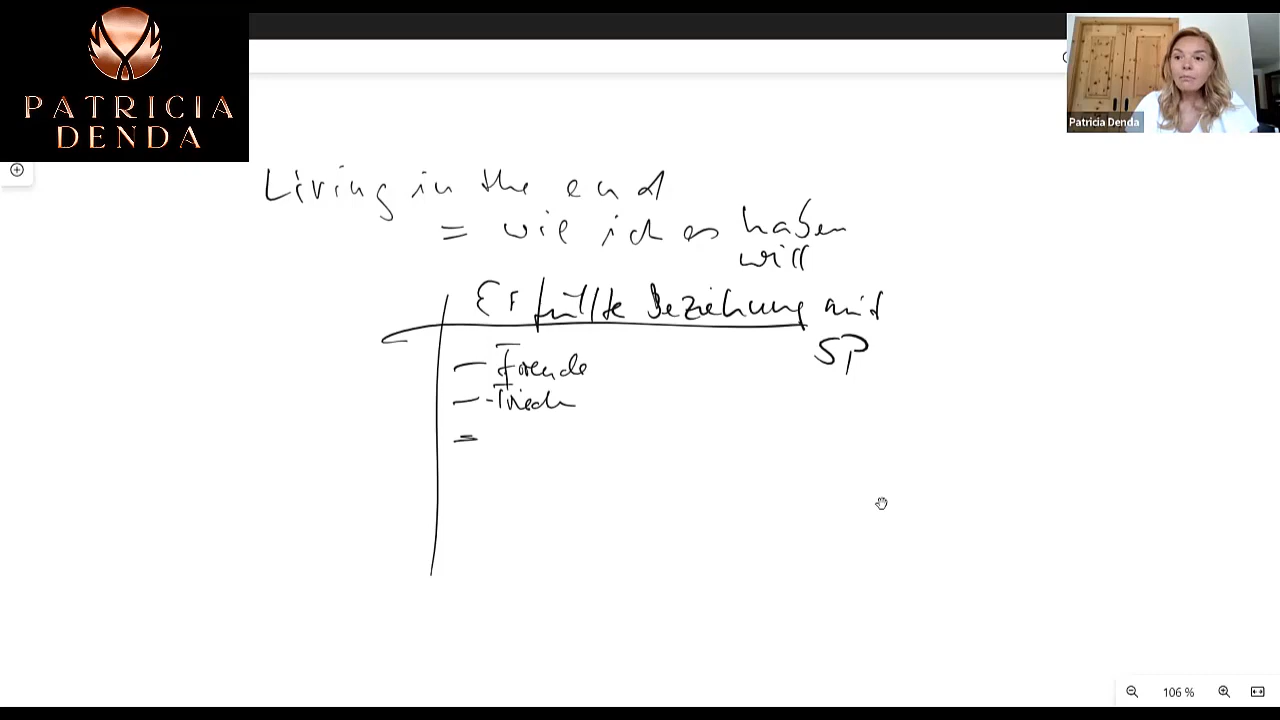 PATRICIA
DENDA
Patricia Denda
Living in the end
= wie ich es haben
will
Erfüllte Beziehung mit
SP
- Freude
-
106 %